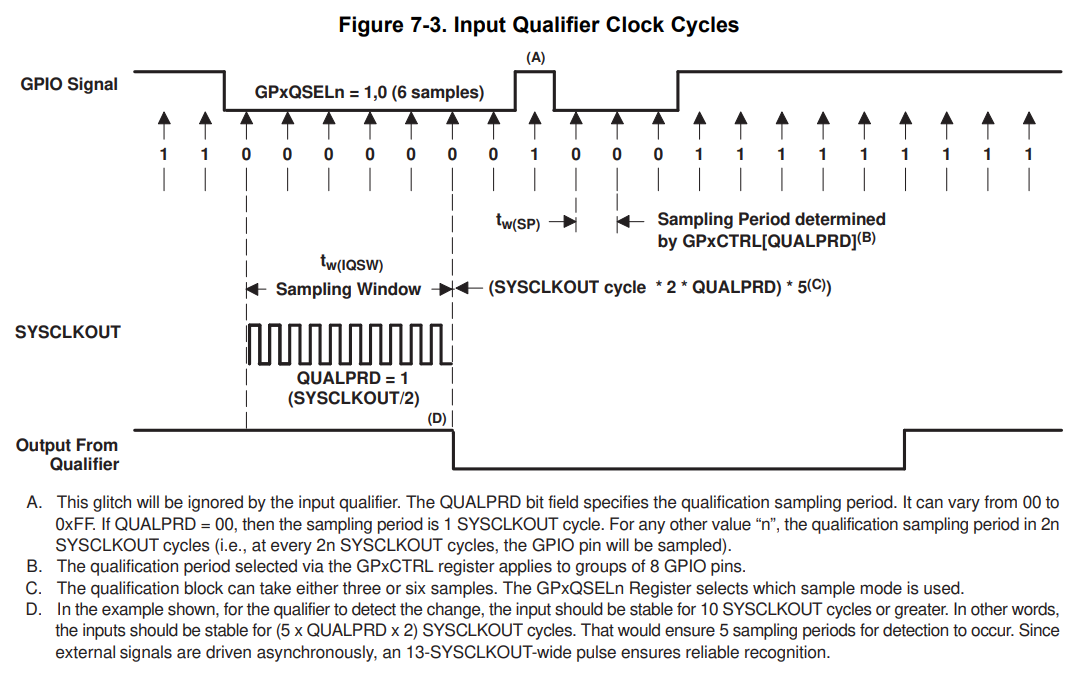 Figure 7-3. Input Qualifier Clock Cycles
(A)
GPIO Signal
GPxQSELn = 1,0 (6 samples)
1 1 0 0 0 0 0 0 0 1 0 0 0 1 1 1 1 1 1 1 1 1
tw(SP)
Sampling Period determined
by GPxCTRL[QUALPRD](B)
tw(IQSW)
Sampling Window
(SYSCLKOUT cycle * 2 * QUALPRD) * 5(C))
SYSCLKOUT
QUALPRD = 1
(SYSCLKOUT/2)
(D)
Output From
Qualifier
A. This glitch will be ignored by the input qualifier. The QUALPRD bit field specifies the qualification sampling period. It can vary from 00 to
0xFF. If QUALPRD = 00, then the sampling period is 1 SYSCLKOUT cycle. For any other value “n”, the qualification sampling period in 2n
SYSCLKOUT cycles (i.e., at every 2n SYSCLKOUT cycles, the GPIO pin will be sampled).
B. The qualification period selected via the GPxCTRL register applies to groups of 8 GPIO pins.
C. The qualification block can take either three or six samples. The GPxQSELn Register selects which sample mode is used.
D. In the example shown, for the qualifier to detect the change, the input should be stable for 10 SYSCLKOUT cycles or greater. In other words,
the inputs should be stable for (5 x QUALPRD x 2) SYSCLKOUT cycles. That would ensure 5 sampling periods for detection to occur. Since
external signals are driven asynchronously, an 13-SYSCLKOUT-wide pulse ensures reliable recognition.